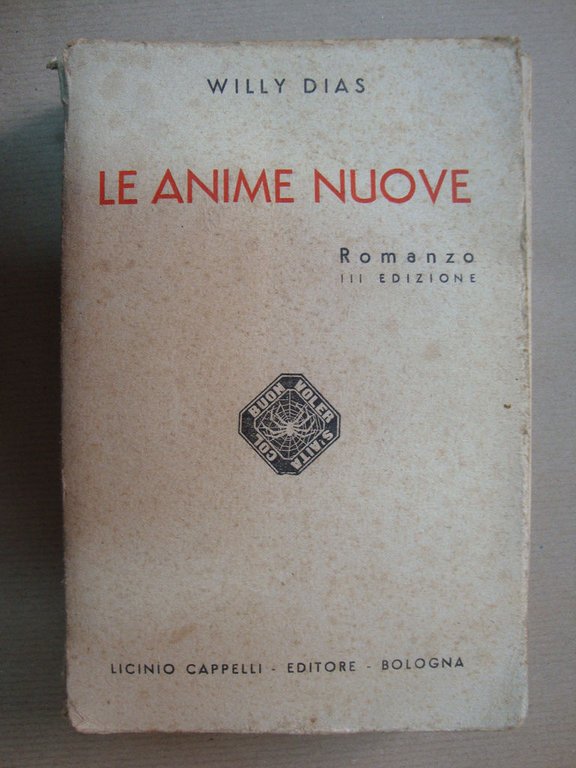 WILLY DIAS
LE ANIME NUOVE
Romanzo
III EDIZIONE
COL BUON VOLER S'AITA
LICINIO CAPPELLI - EDITORE - BOLOGNA